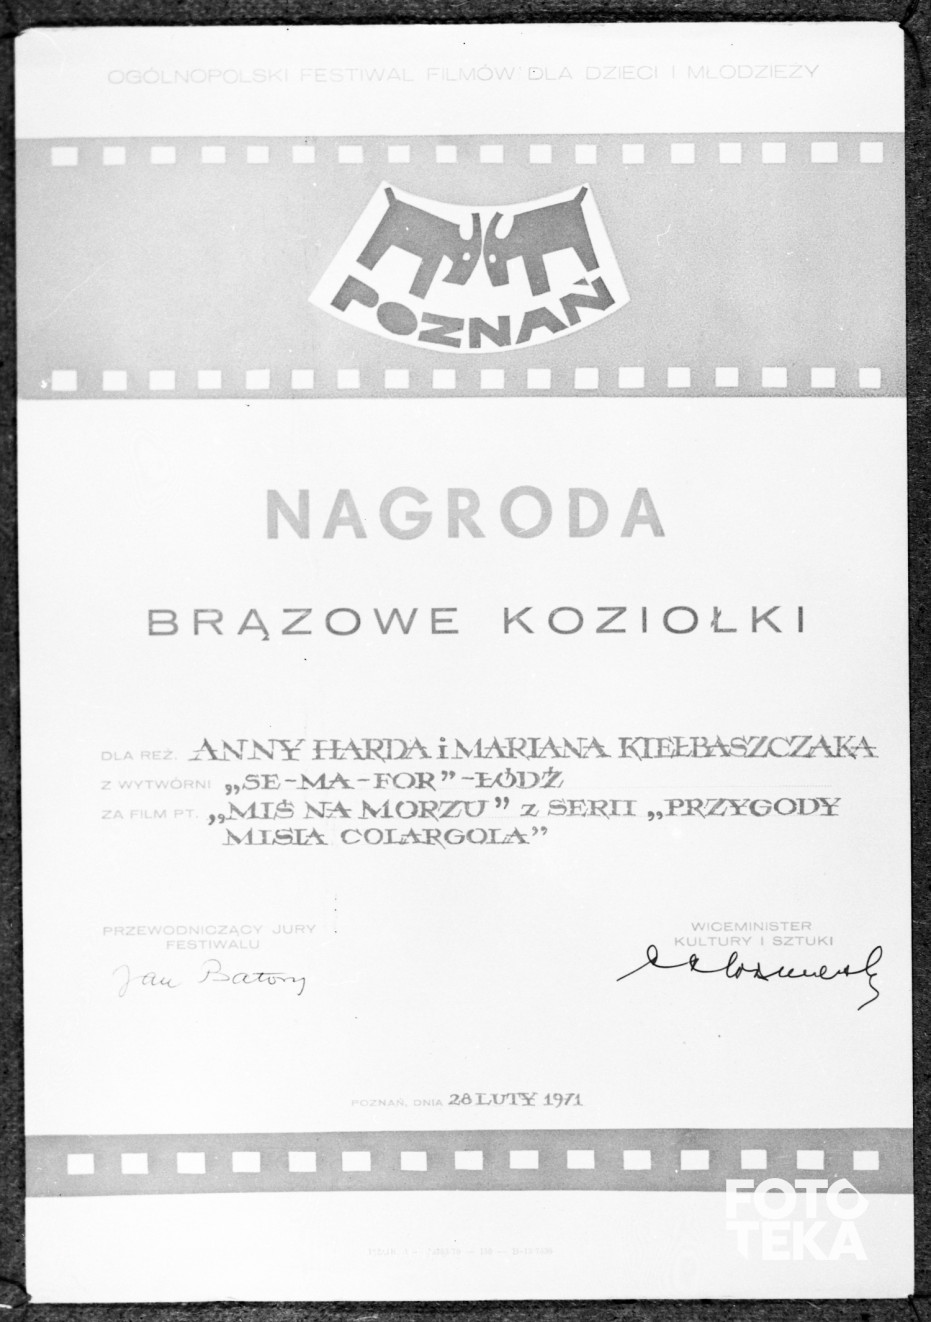 OGÓLNOPOLSKI FESTIWAL FILMÓW DLA DZIECI I MŁODZIEŻY
POZNAŃ
NAGRODA
BRĄZOWE KOZIOŁKI
DLA REŻ. ANNY HARDA i MARIANA KIEŁBASZCZAKA
Z WYTWÓRNI „SE-MA-FOR”-ŁÓDŹ
ZA FILM PT. „MIŚ NA MORZU” z SERII „PRZYGODY
MISIA COLARGOLA”
PRZEWODNICZĄCY JURY
FESTIWALU
Jan Batory
WICEMINISTER
KULTURY I SZTUKI
POZNAŃ, DNIA 28 LUTY 1971
FOTO
TEKA